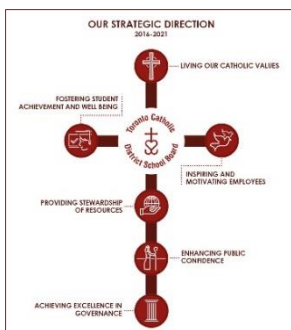 OUR STRATEGIC DIRECTION
2016-2021
LIVING OUR CATHOLIC VALUES
FOSTERING STUDENT
ACHIEVEMENT AND WELL BEING
Toronto Catholic
District School Board
INSPIRING AND
MOTIVATING EMPLOYEES
PROVIDING STEWARDSHIP
OF RESOURCES
ENHANCING PUBLIC
CONFIDENCE
ACHIEVING EXCELLENCE IN
GOVERNANCE